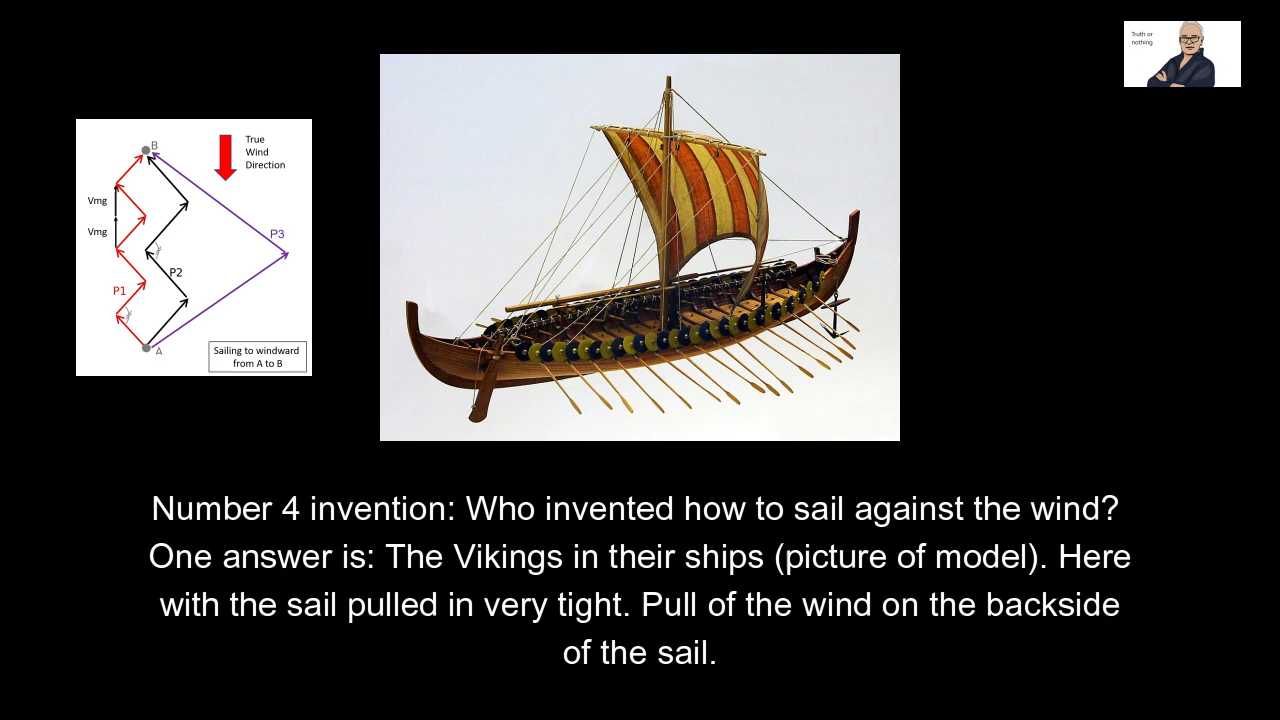 Truth or
nothing
B
True
Wind
Direction
Vmg
Vmg
P3
P2
P1
A
Sailing to windward
from A to B
Number 4 invention: Who invented how to sail against the wind?
One answer is: The Vikings in their ships (picture of model). Here
with the sail pulled in very tight. Pull of the wind on the backside
of the sail.